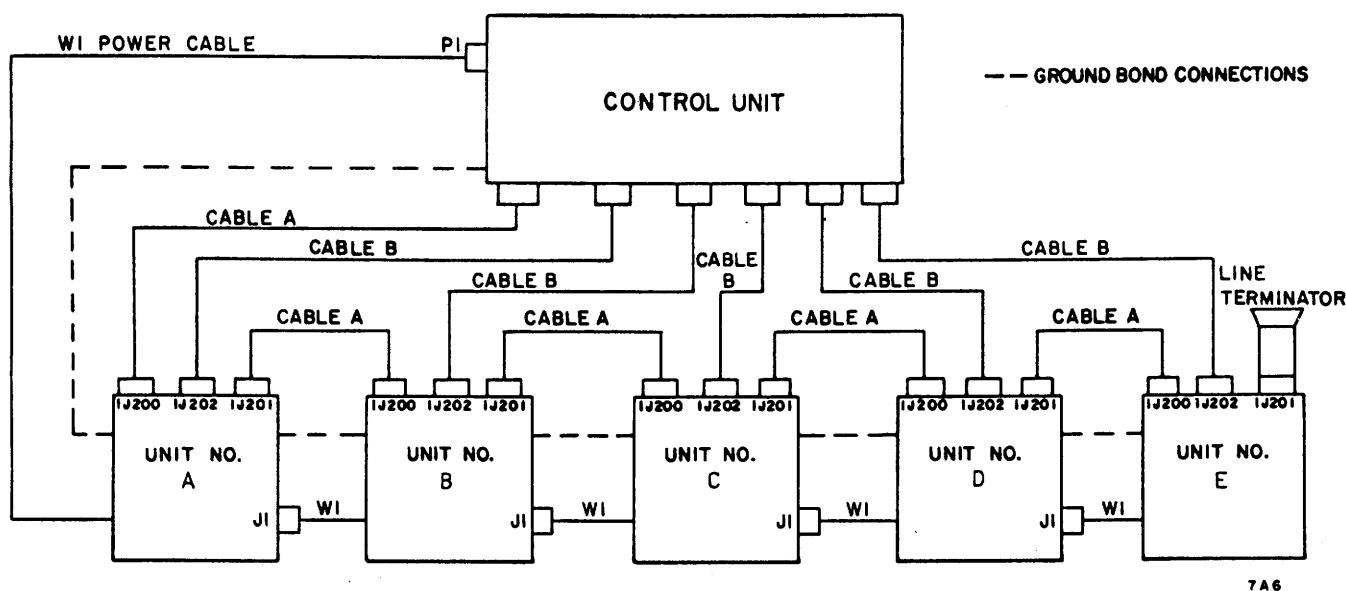 W1 POWER CABLE
P1
CONTROL UNIT
GROUND BOND CONNECTIONS
CABLE A
CABLE B
CABLE B
CABLE
B
CABLE B
CABLE B
LINE
TERMINATOR
CABLE A
CABLE A
CABLE A
CABLE A
1J200 1J202 1J201
1J200 1J202 1J201
1J200 1J202 1J201
1J200 1J202 1J201
1J200 1J202 1J201
UNIT NO.
A
UNIT NO.
B
UNIT NO.
C
UNIT NO.
D
UNIT NO.
E
J1
W1
J1
W1
J1
W1
J1
W1
7A6